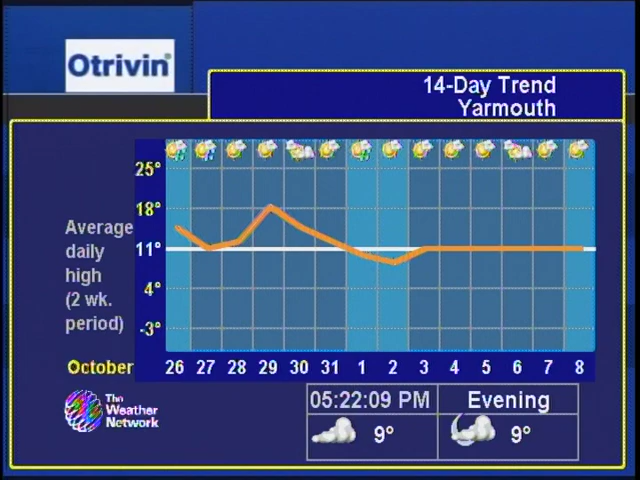 Otrivin
14-Day Trend
Yarmouth
25°
18°
11°
4°
-3°
Average
daily
high
(2 wk.
period)
October 26 27 28 29 30 31 1 2 3 4 5 6 7 8
The
Weather
Network
05:22:09 PM Evening
9° 9°